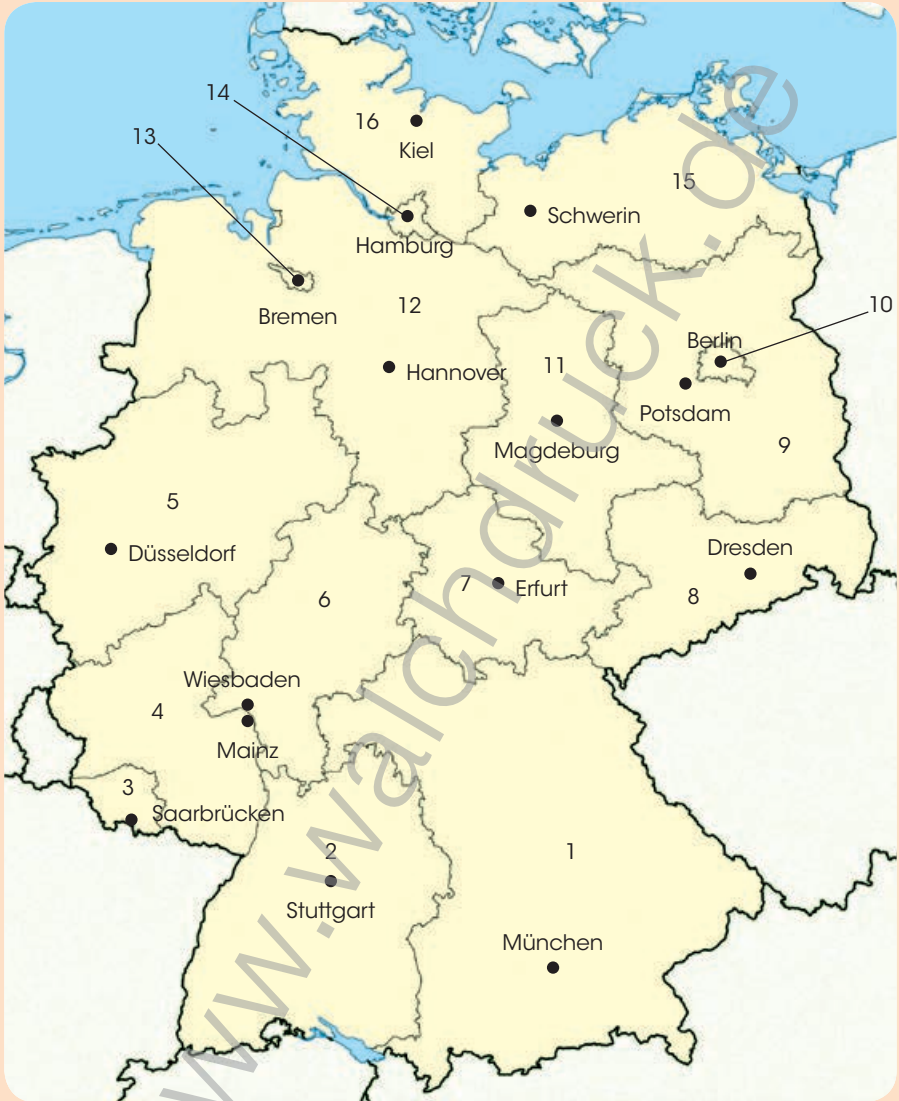 14
13
16
Kiel
15
Schwerin
Hamburg
10
12
Bremen
Berlin
11
Hannover
Potsdam
Magdeburg
9
5
Düsseldorf
Dresden
7
Erfurt
8
6
Wiesbaden
4
Mainz
3
Saarbrücken
2
1
Stuttgart
München
www.walchdruck.de